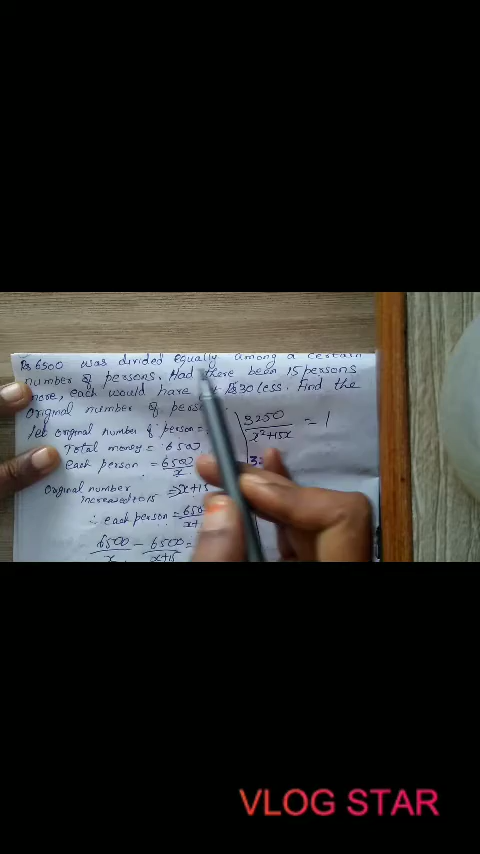 Rs 6500 was divided equally among a certain
number of persons. Had there been 15 persons
more, each would have Rs 30 less. Find the
Original number of
let original number of person =
Total money = 6500
each person = 6500/x
Original number
increased to 15 = x+15
∴ each person =
6500/x - 6500/x+15 =
3250/x²+15x = 1
VLOG STAR